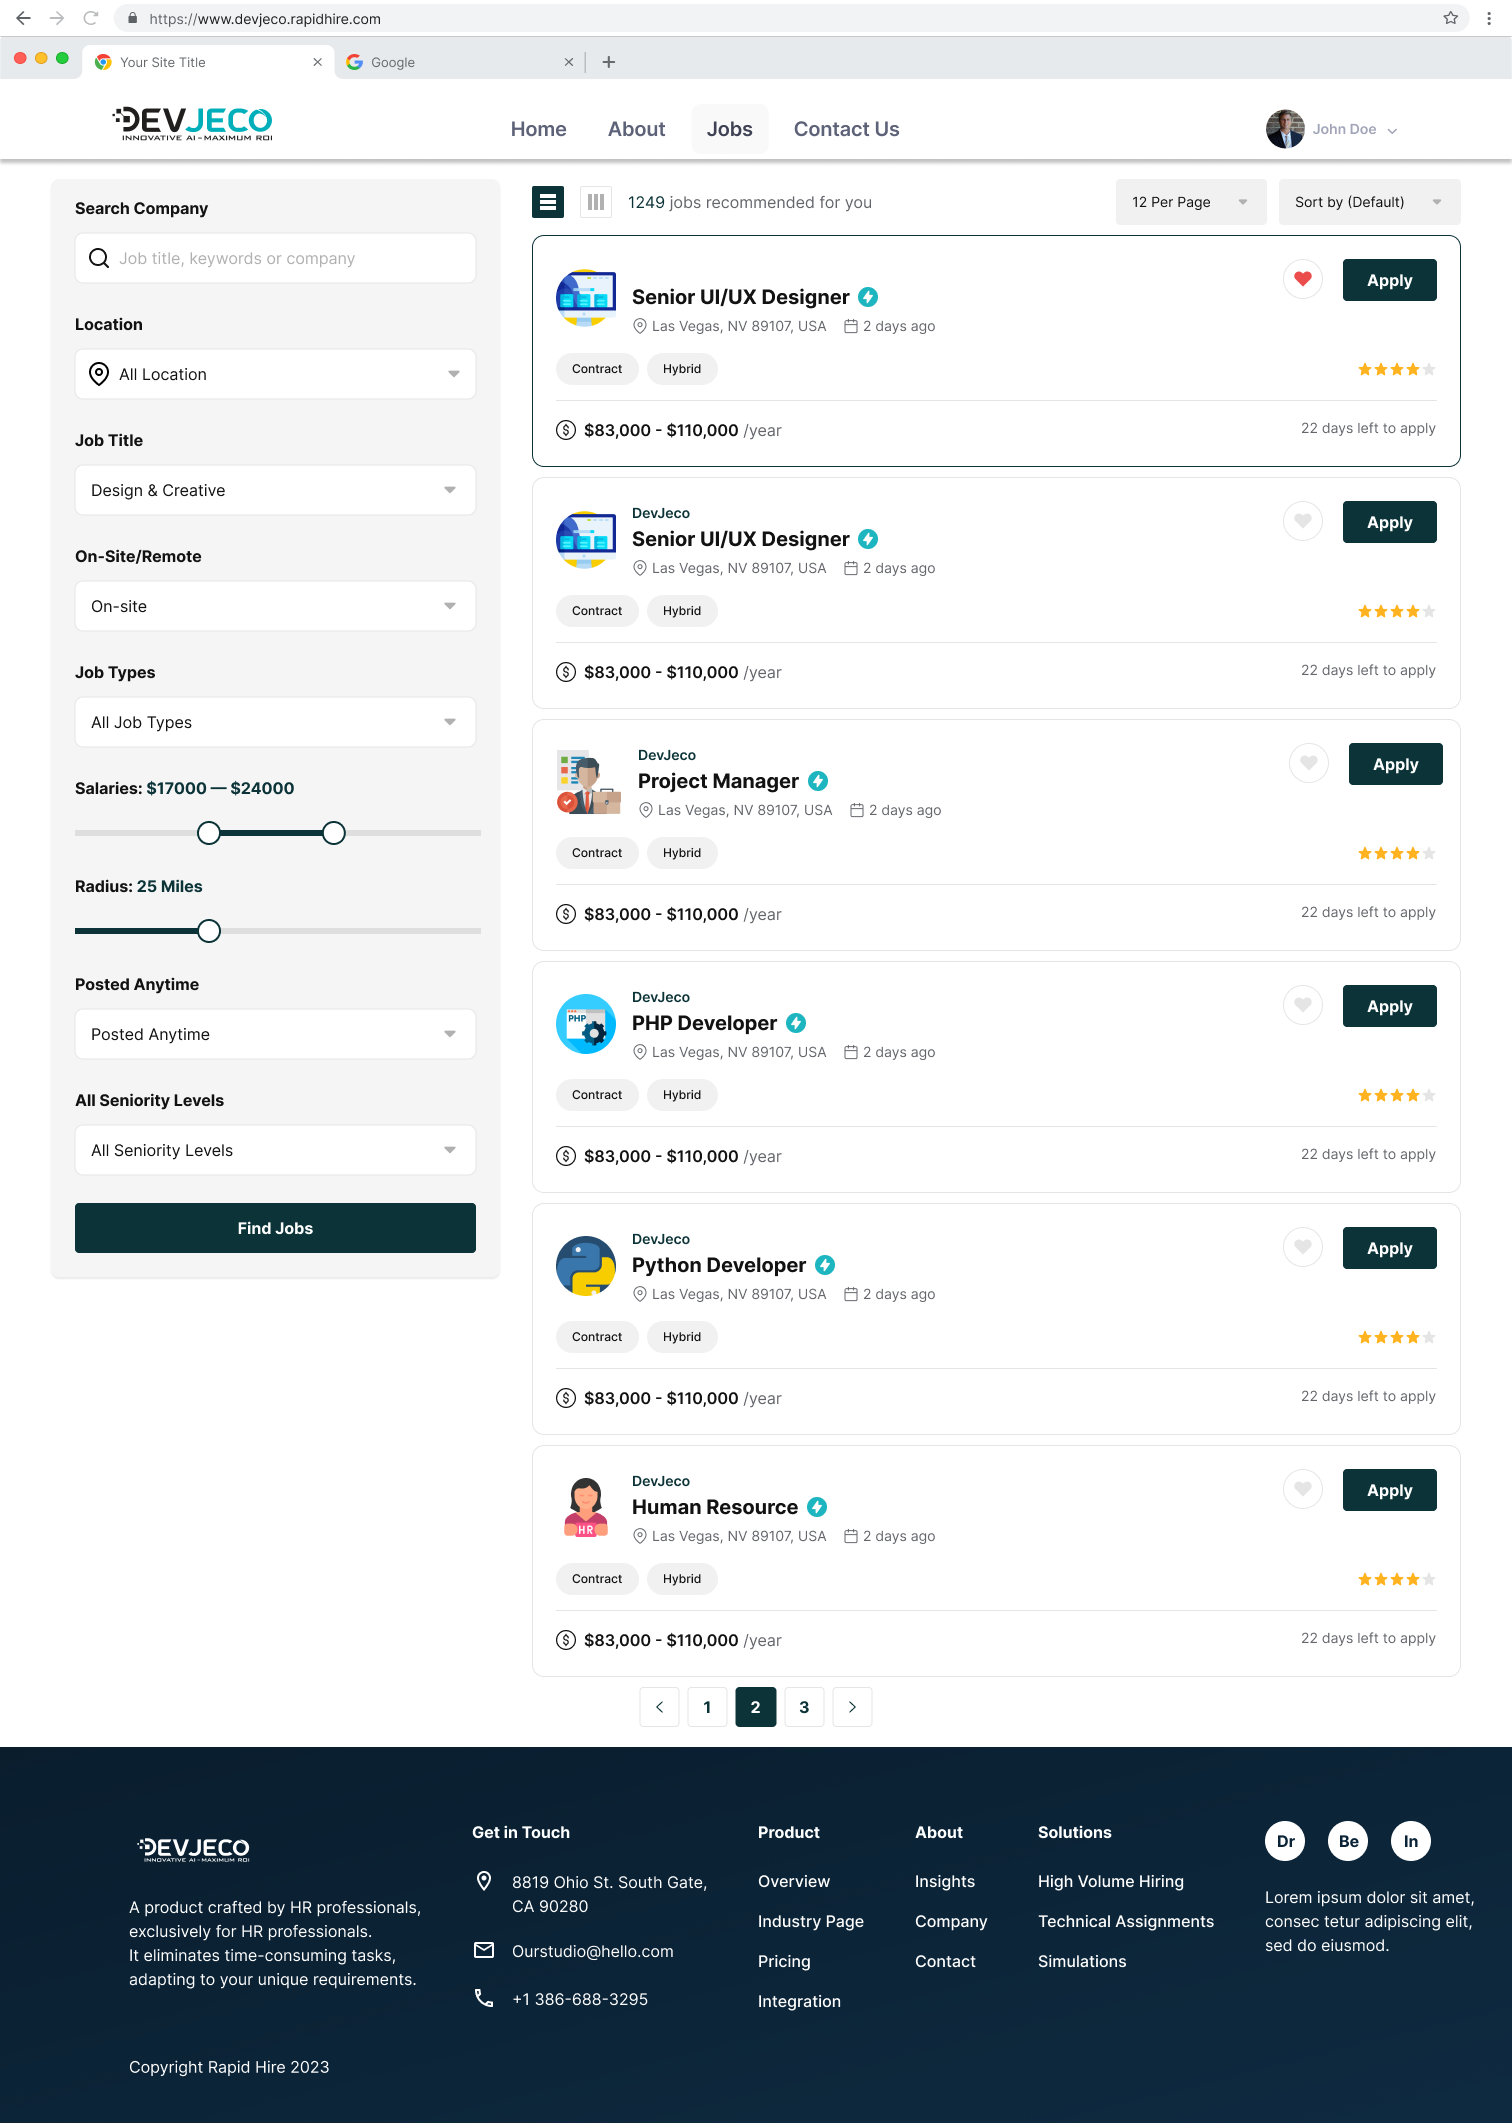 https://www.devjeco.rapidhire.com
Your Site Title
Google
DEVJECO
INNOVATIVE AI-MAXIMUM ROI
Home
About
Jobs
Contact Us
John Doe
Search Company
Job title, keywords or company
Location
All Location
Job Title
Design & Creative
On-Site/Remote
On-site
Job Types
All Job Types
Salaries: $17000 — $24000
Radius: 25 Miles
Posted Anytime
Posted Anytime
All Seniority Levels
All Seniority Levels
Find Jobs
1249 jobs recommended for you
12 Per Page
Sort by (Default)
Senior UI/UX Designer
Las Vegas, NV 89107, USA
2 days ago
Apply
Contract
Hybrid
$83,000 - $110,000 /year
22 days left to apply
DevJeco
Senior UI/UX Designer
Las Vegas, NV 89107, USA
2 days ago
Apply
Contract
Hybrid
$83,000 - $110,000 /year
22 days left to apply
DevJeco
Project Manager
Las Vegas, NV 89107, USA
2 days ago
Apply
Contract
Hybrid
$83,000 - $110,000 /year
22 days left to apply
PHP
DevJeco
PHP Developer
Las Vegas, NV 89107, USA
2 days ago
Apply
Contract
Hybrid
$83,000 - $110,000 /year
22 days left to apply
DevJeco
Python Developer
Las Vegas, NV 89107, USA
2 days ago
Apply
Contract
Hybrid
$83,000 - $110,000 /year
22 days left to apply
HR
DevJeco
Human Resource
Las Vegas, NV 89107, USA
2 days ago
Apply
Contract
Hybrid
$83,000 - $110,000 /year
22 days left to apply
1
2
3
DEVJECO
INNOVATIVE AI-MAXIMUM ROI
A product crafted by HR professionals,
exclusively for HR professionals.
It eliminates time-consuming tasks,
adapting to your unique requirements.
Copyright Rapid Hire 2023
Get in Touch
8819 Ohio St. South Gate,
CA 90280
Ourstudio@hello.com
+1 386-688-3295
Product
Overview
Industry Page
Pricing
Integration
About
Insights
Company
Contact
Solutions
High Volume Hiring
Technical Assignments
Simulations
Dr
Be
In
Lorem ipsum dolor sit amet,
consec tetur adipiscing elit,
sed do eiusmod.